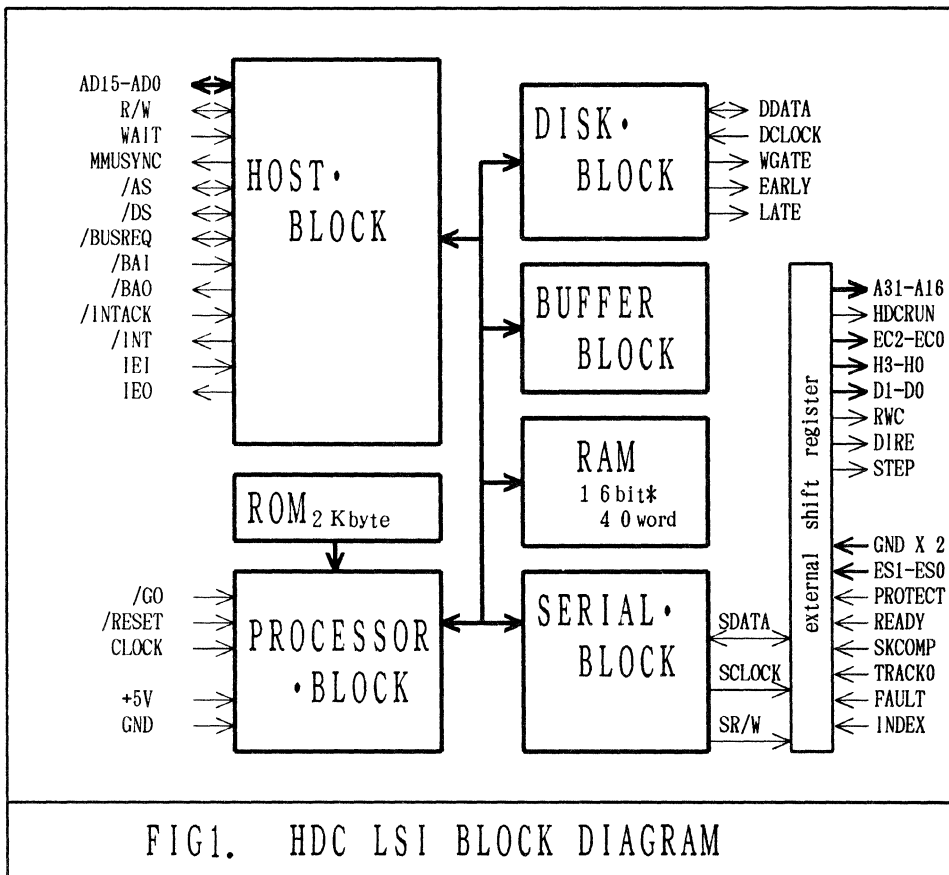 AD15-AD0
R/W
WAIT
MMUSYNC
/AS
/DS
/BUSREQ
/BAI
/BAO
/INTACK
/INT
IEI
IEO
HOST・
BLOCK
ROM 2Kbyte
/GO
/RESET
CLOCK
+5V
GND
PROCESSOR
・BLOCK
DISK・
BLOCK
DDATA
DCLOCK
WGATE
EARLY
LATE
BUFFER
BLOCK
RAM
16bit*
40word
SERIAL・
BLOCK
SDATA
SCLOCK
SR/W
external shift register
A31-A16
HDCRUN
EC2-EC0
H3-H0
D1-D0
RWC
DIRE
STEP
GND X 2
ES1-ES0
PROTECT
READY
SKCOMP
TRACK0
FAULT
INDEX
FIG1. HDC LSI BLOCK DIAGRAM